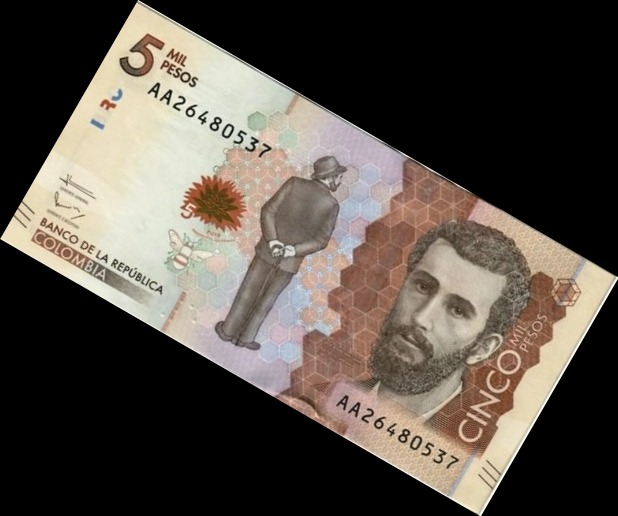 5 MIL
PESOS
AA26480537
BANCO DE LA REPÚBLICA
COLOMBIA
5
CINCO MIL
PESOS
AA26480537